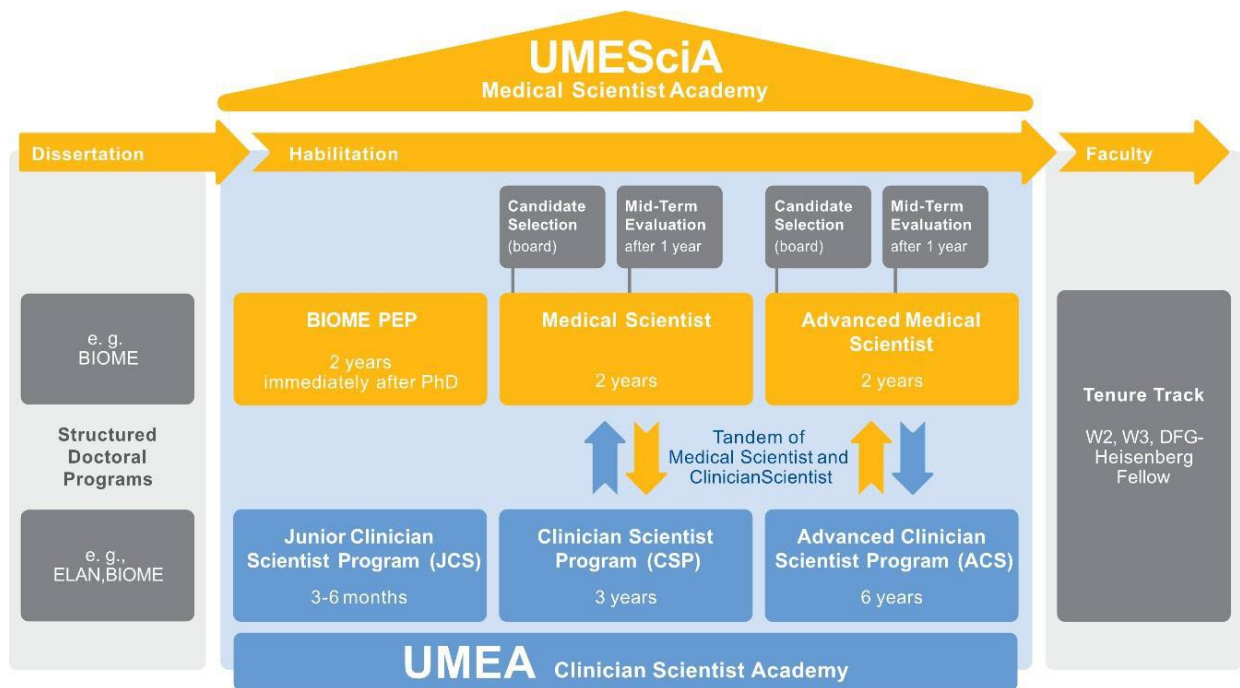 UMESciA
Medical Scientist Academy
Dissertation
Habilitation
Faculty
Candidate
Selection
(board)
Mid-Term
Evaluation
after 1 year
Candidate
Selection
(board)
Mid-Term
Evaluation
after 1 year
e. g.
BIOME
BIOME PEP
2 years
immediately after PhD
Medical Scientist
2 years
Advanced Medical
Scientist
2 years
Structured
Doctoral
Programs
Tandem of
Medical Scientist and
ClinicianScientist
Tenure Track
W2, W3, DFG-
Heisenberg
Fellow
e. g.,
ELAN,BIOME
Junior Clinician
Scientist Program (JCS)
3-6 months
Clinician Scientist
Program (CSP)
3 years
Advanced Clinician
Scientist Program (ACS)
6 years
UMEA Clinician Scientist Academy